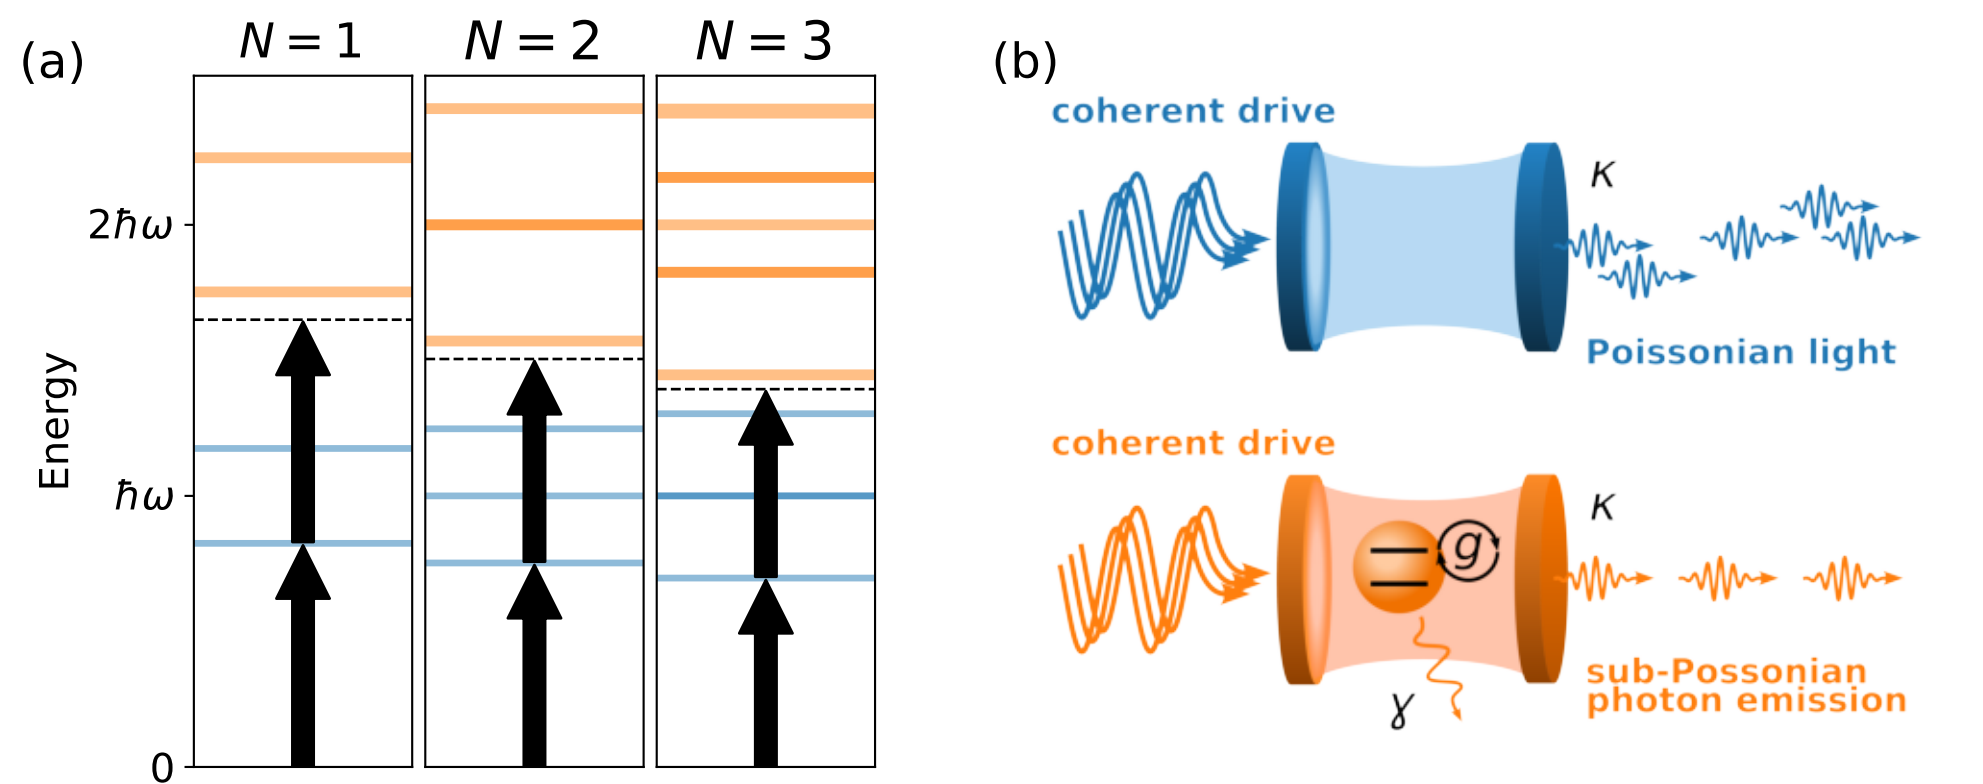 (a)
N = 1
N = 2
N = 3
2ħω
ħω
0
Energy
(b)
coherent drive
κ
Poissonian light
coherent drive
g
κ
γ
sub-Possonian
photon emission